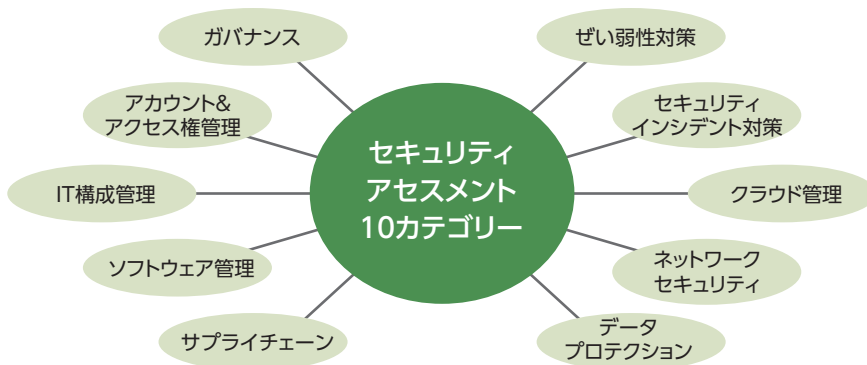 ガバナンス
アカウント&
アクセス権管理
IT構成管理
ソフトウェア管理
サプライチェーン
セキュリティ
アセスメント
10カテゴリー
ぜい弱性対策
セキュリティ
インシデント対策
クラウド管理
ネットワーク
セキュリティ
データ
プロテクション